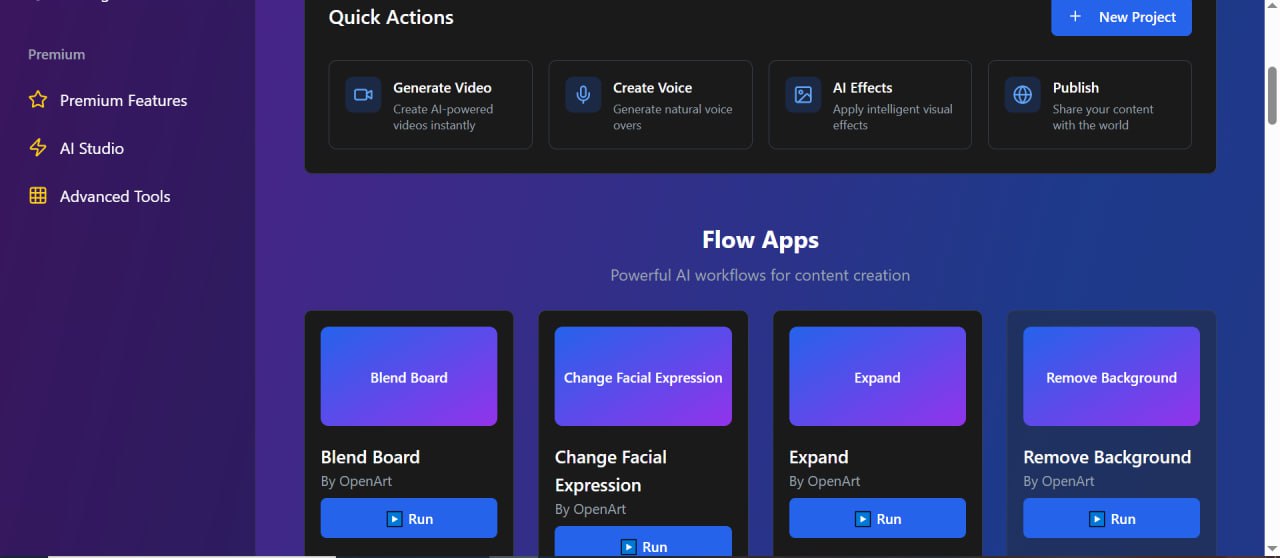 Premium
Premium Features
AI Studio
Advanced Tools
Quick Actions
New Project
Generate Video
Create AI-powered
videos instantly
Create Voice
Generate natural voice
overs
AI Effects
Apply intelligent visual
effects
Publish
Share your content
with the world
Flow Apps
Powerful AI workflows for content creation
Blend Board
Blend Board
By OpenArt
Run
Change Facial Expression
Change Facial
Expression
By OpenArt
Run
Expand
Expand
By OpenArt
Run
Remove Background
Remove Background
By OpenArt
Run